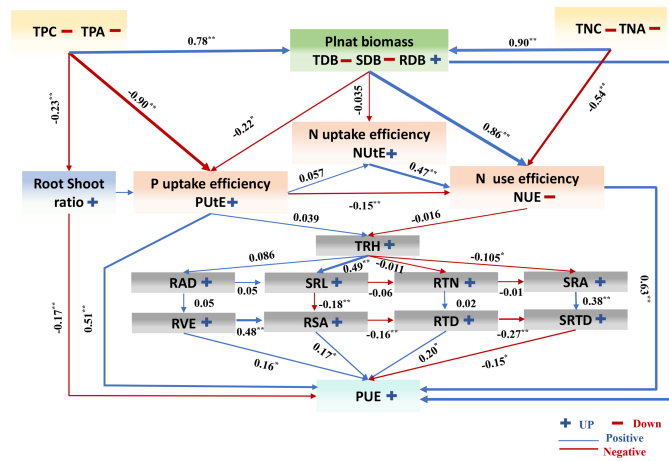 TPC − TPA −
TNC − TNA −
0.78**
0.90**
PInat biomass
TDB − SDB − RDB +
-0.23**
-0.90**
-0.22*
-0.035
0.86**
-0.54**
N uptake efficiency
NUtE +
0.057
0.47**
Root Shoot
ratio +
P uptake efficiency
PUtE +
N use efficiency
NUE −
-0.15**
0.039
-0.016
TRH +
0.086
0.49**
-0.011
-0.105*
RAD +
0.05
SRL +
-0.06
RTN +
-0.01
SRA +
0.05
-0.18**
0.02
0.38**
0.63**
RVE +
0.48**
RSA +
-0.16**
RTD +
-0.27**
SRTD +
-0.17**
0.51**
0.16*
0.17*
0.20*
-0.15*
PUE +
+ UP − Down
Positive
Negative